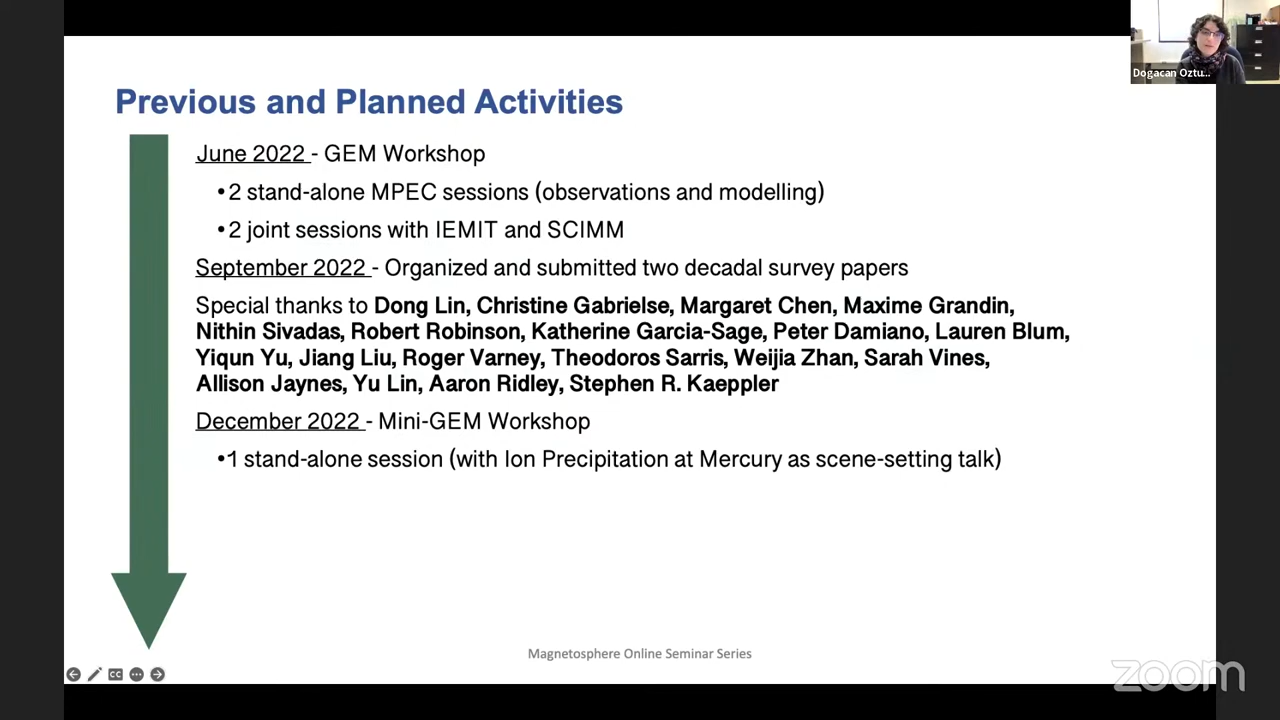 Dogacan Oztu...
Previous and Planned Activities
June 2022 - GEM Workshop
•2 stand-alone MPEC sessions (observations and modelling)
•2 joint sessions with IEMIT and SCIMM
September 2022 - Organized and submitted two decadal survey papers
Special thanks to Dong Lin, Christine Gabrielse, Margaret Chen, Maxime Grandin,
Nithin Sivadas, Robert Robinson, Katherine Garcia-Sage, Peter Damiano, Lauren Blum,
Yiqun Yu, Jiang Liu, Roger Varney, Theodoros Sarris, Weijia Zhan, Sarah Vines,
Allison Jaynes, Yu Lin, Aaron Ridley, Stephen R. Kaeppler
December 2022 - Mini-GEM Workshop
•1 stand-alone session (with Ion Precipitation at Mercury as scene-setting talk)
Magnetosphere Online Seminar Series
CC
zoom